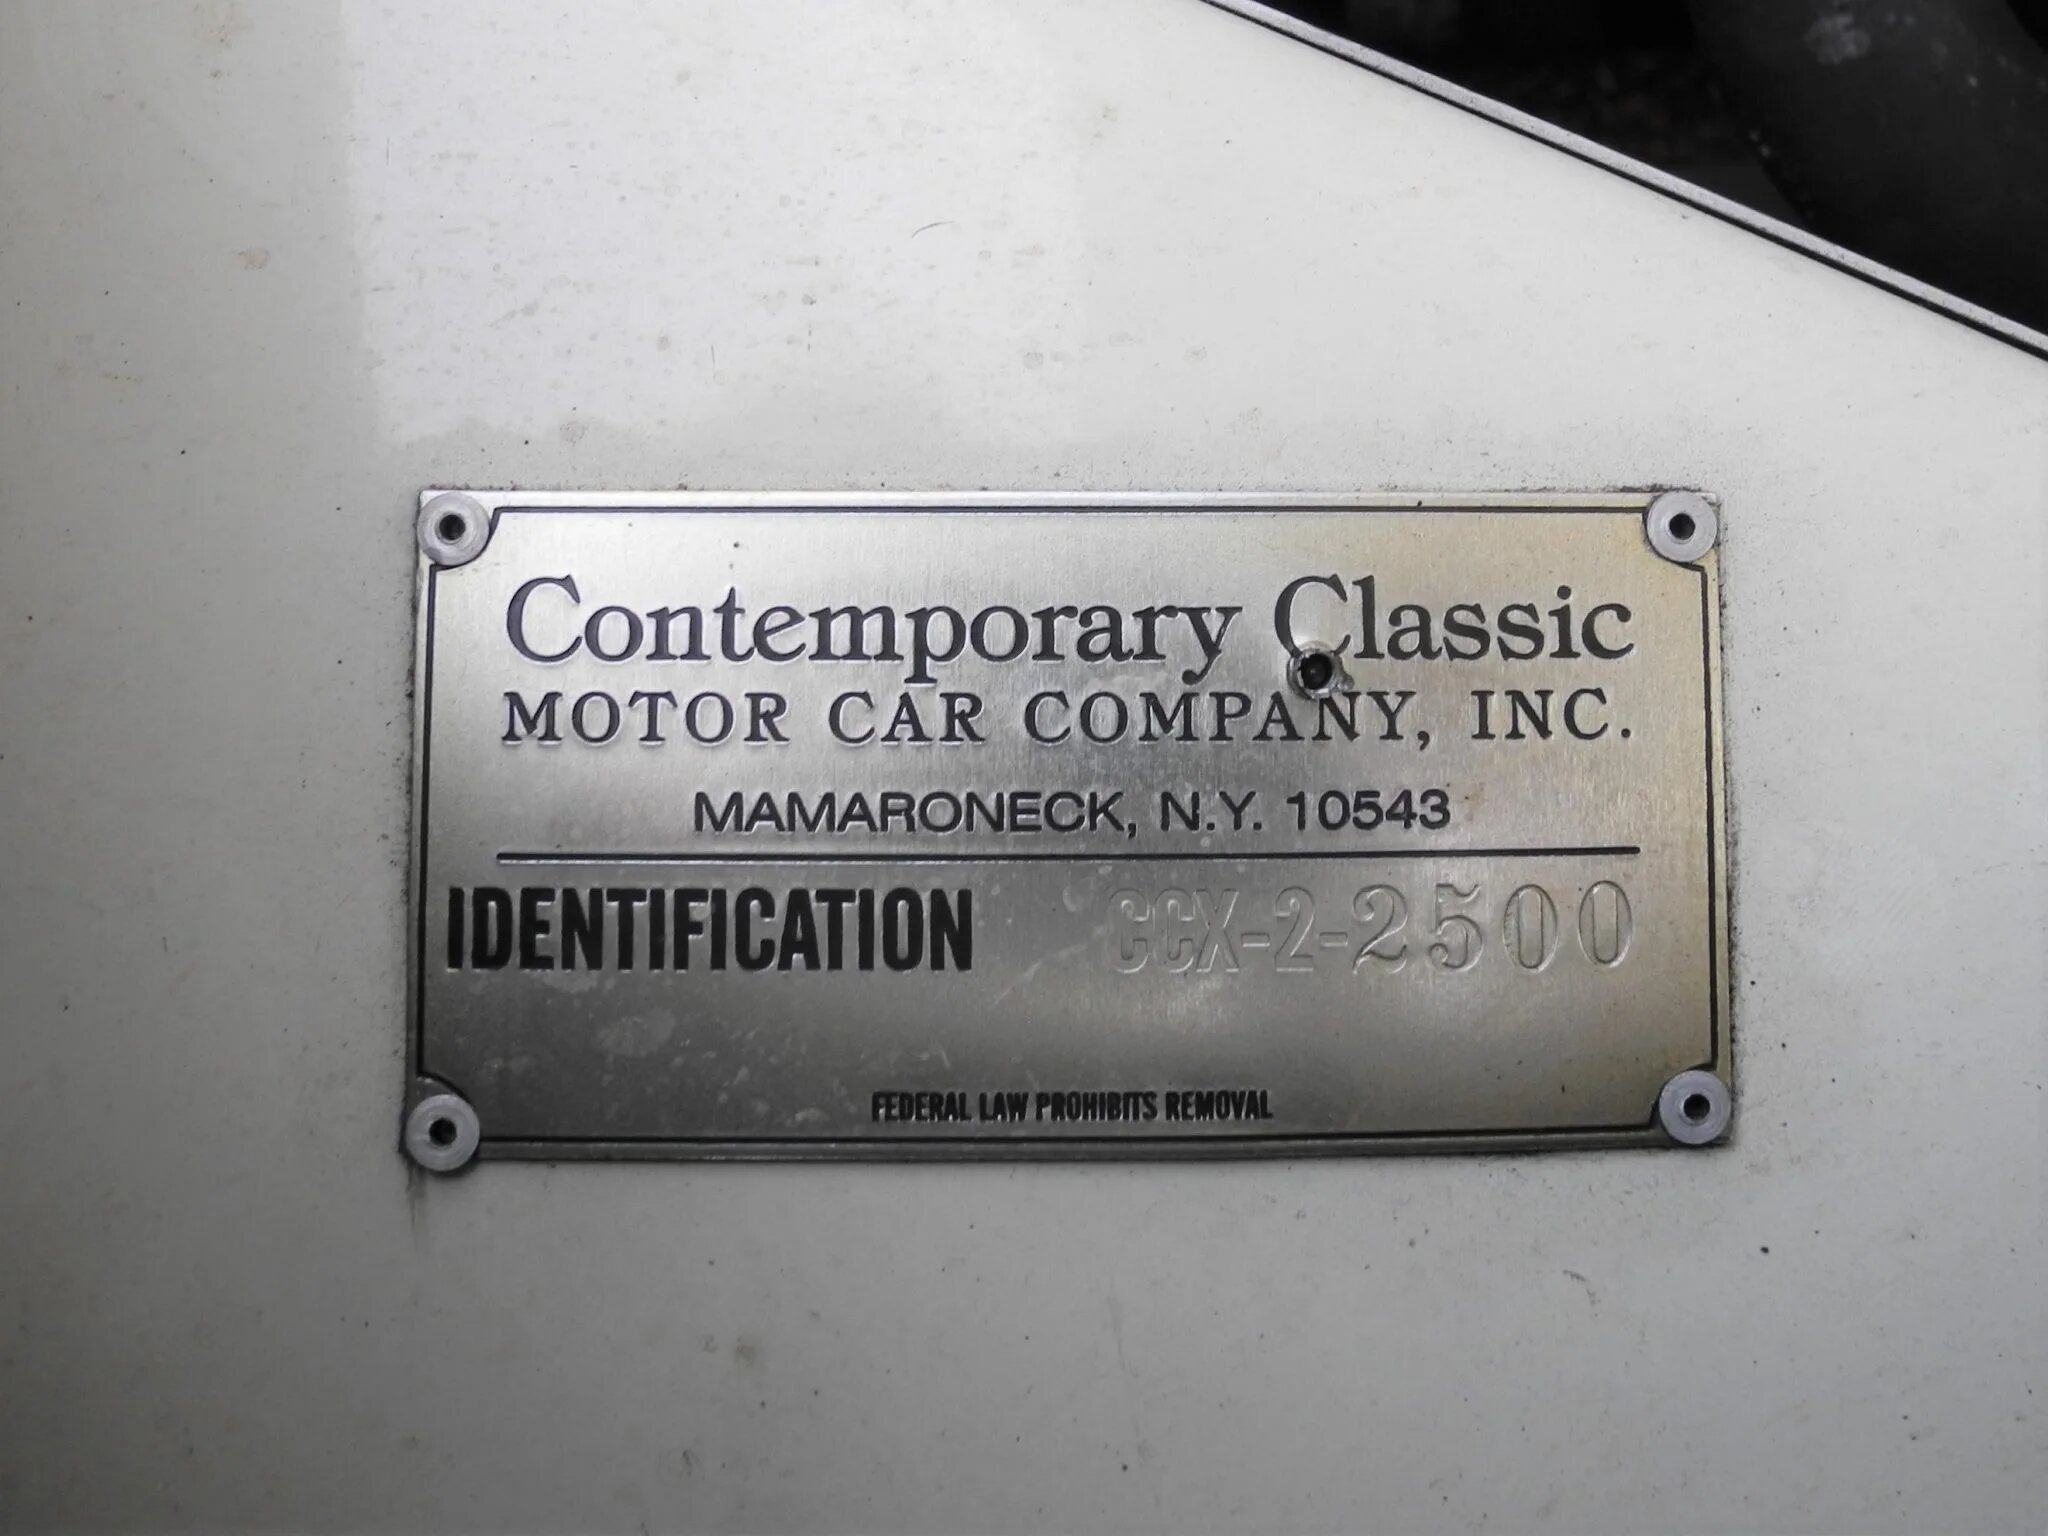 Contemporary Classic
MOTOR CAR COMPANY, INC.
MAMARONECK, N.Y. 10543
IDENTIFICATION CCX-2-2500
FEDERAL LAW PROHIBITS REMOVAL